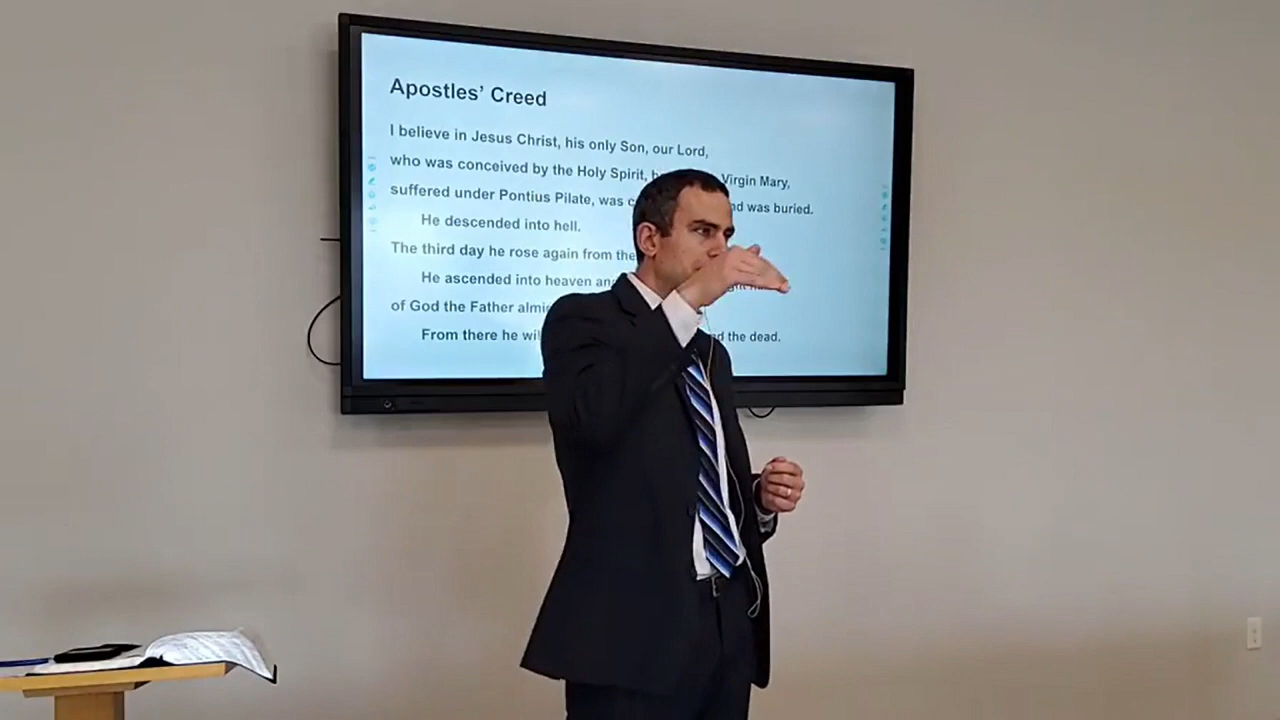 Apostles' Creed
I believe in Jesus Christ, his only Son, our Lord,
who was conceived by the Holy Spirit, Virgin Mary,
suffered under Pontius Pilate, was and was buried.
He descended into hell.
The third day he rose again from the
He ascended into heaven and
of God the Father
From there he the dead.